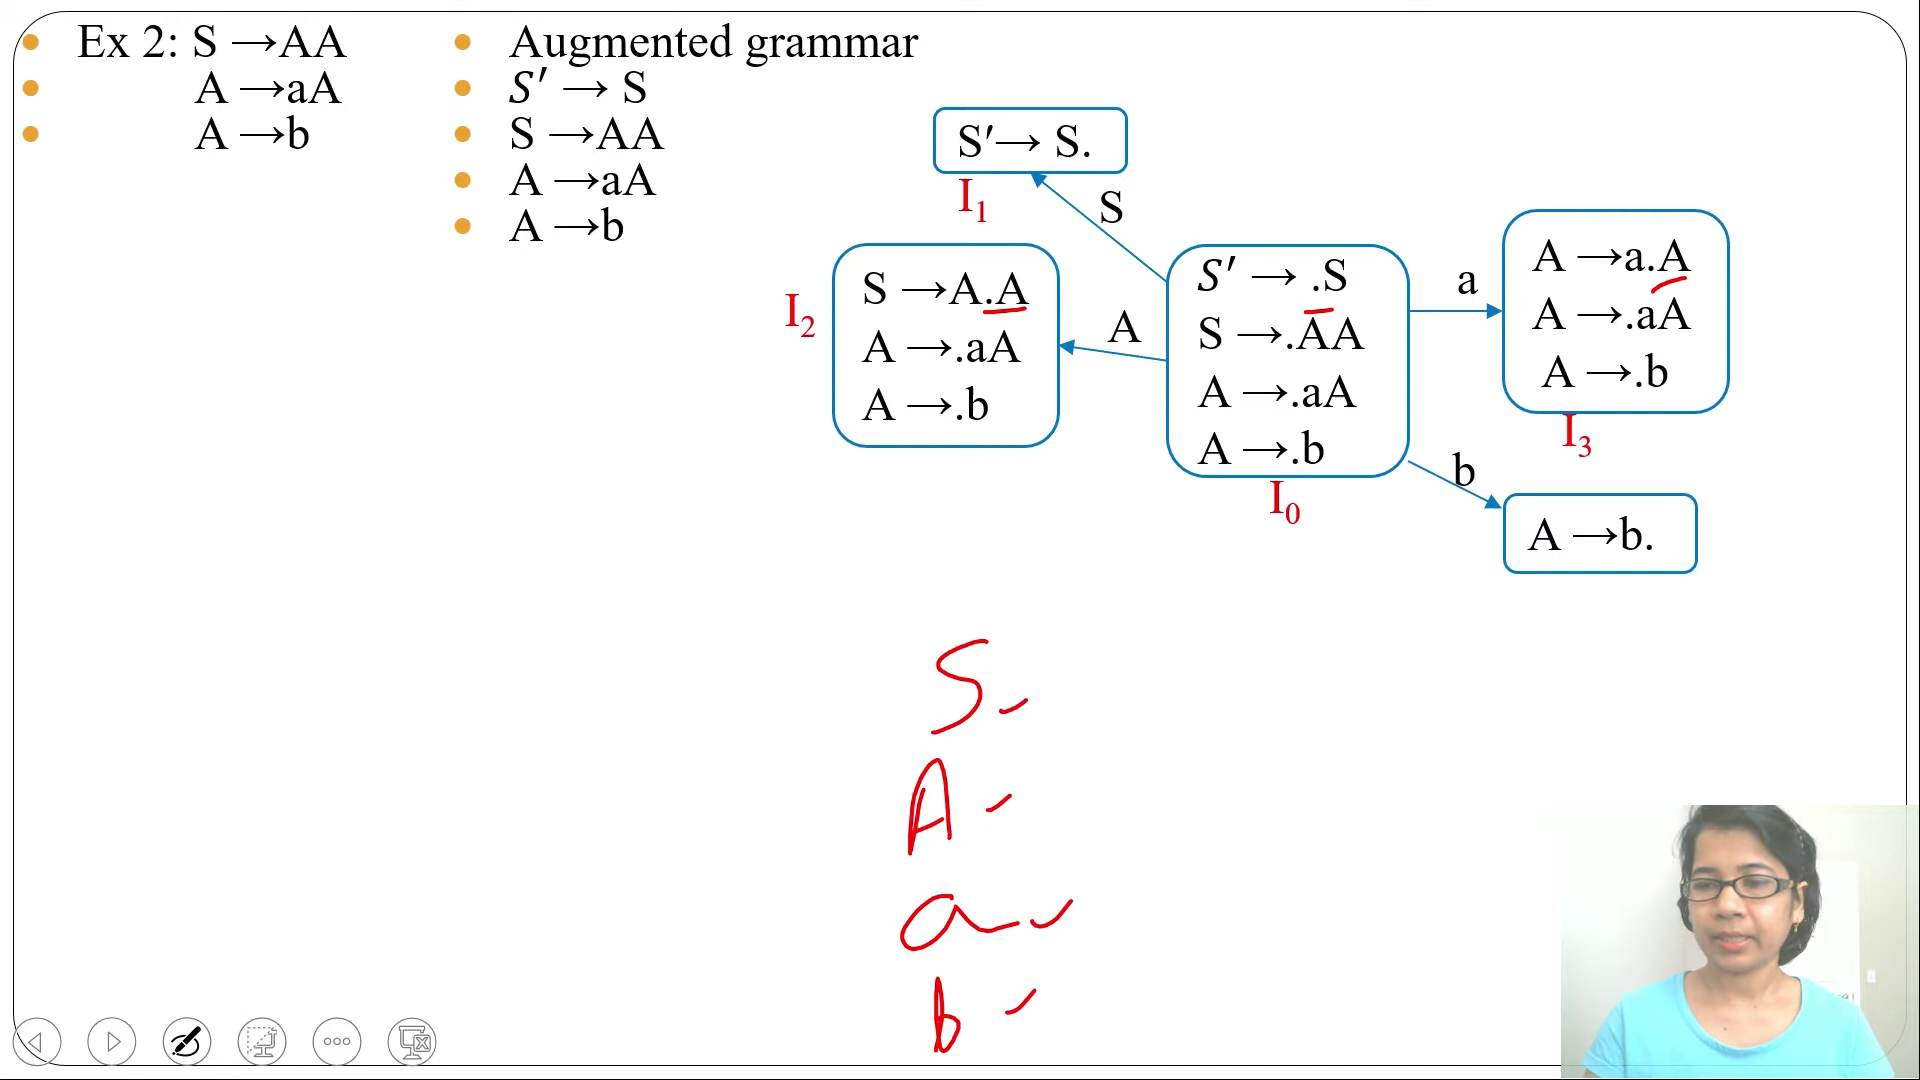 Ex 2: S →AA
A →aA
A →b
Augmented grammar
S′ → S
S →AA
A →aA
A →b
S′→ S.
I1
S
S →A.A
A →.aA
A →.b
I2
A
S′ → .S
S →.AA
A →.aA
A →.b
I0
a
A →a.A
A →.aA
A →.b
I3
b
A →b.
S
A
a
b